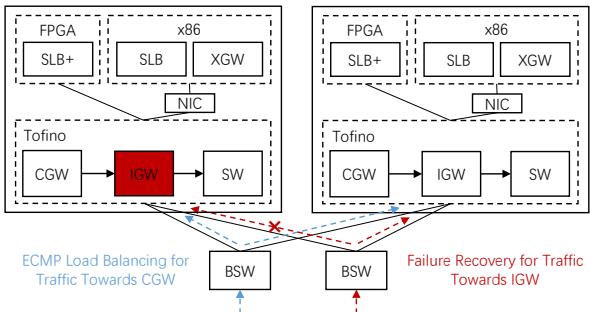 FPGA
x86
SLB+
SLB
XGW
NIC
Tofino
CGW
IGW
SW
FPGA
x86
SLB+
SLB
XGW
NIC
Tofino
CGW
IGW
SW
ECMP Load Balancing for
Traffic Towards CGW
BSW
BSW
Failure Recovery for Traffic
Towards IGW